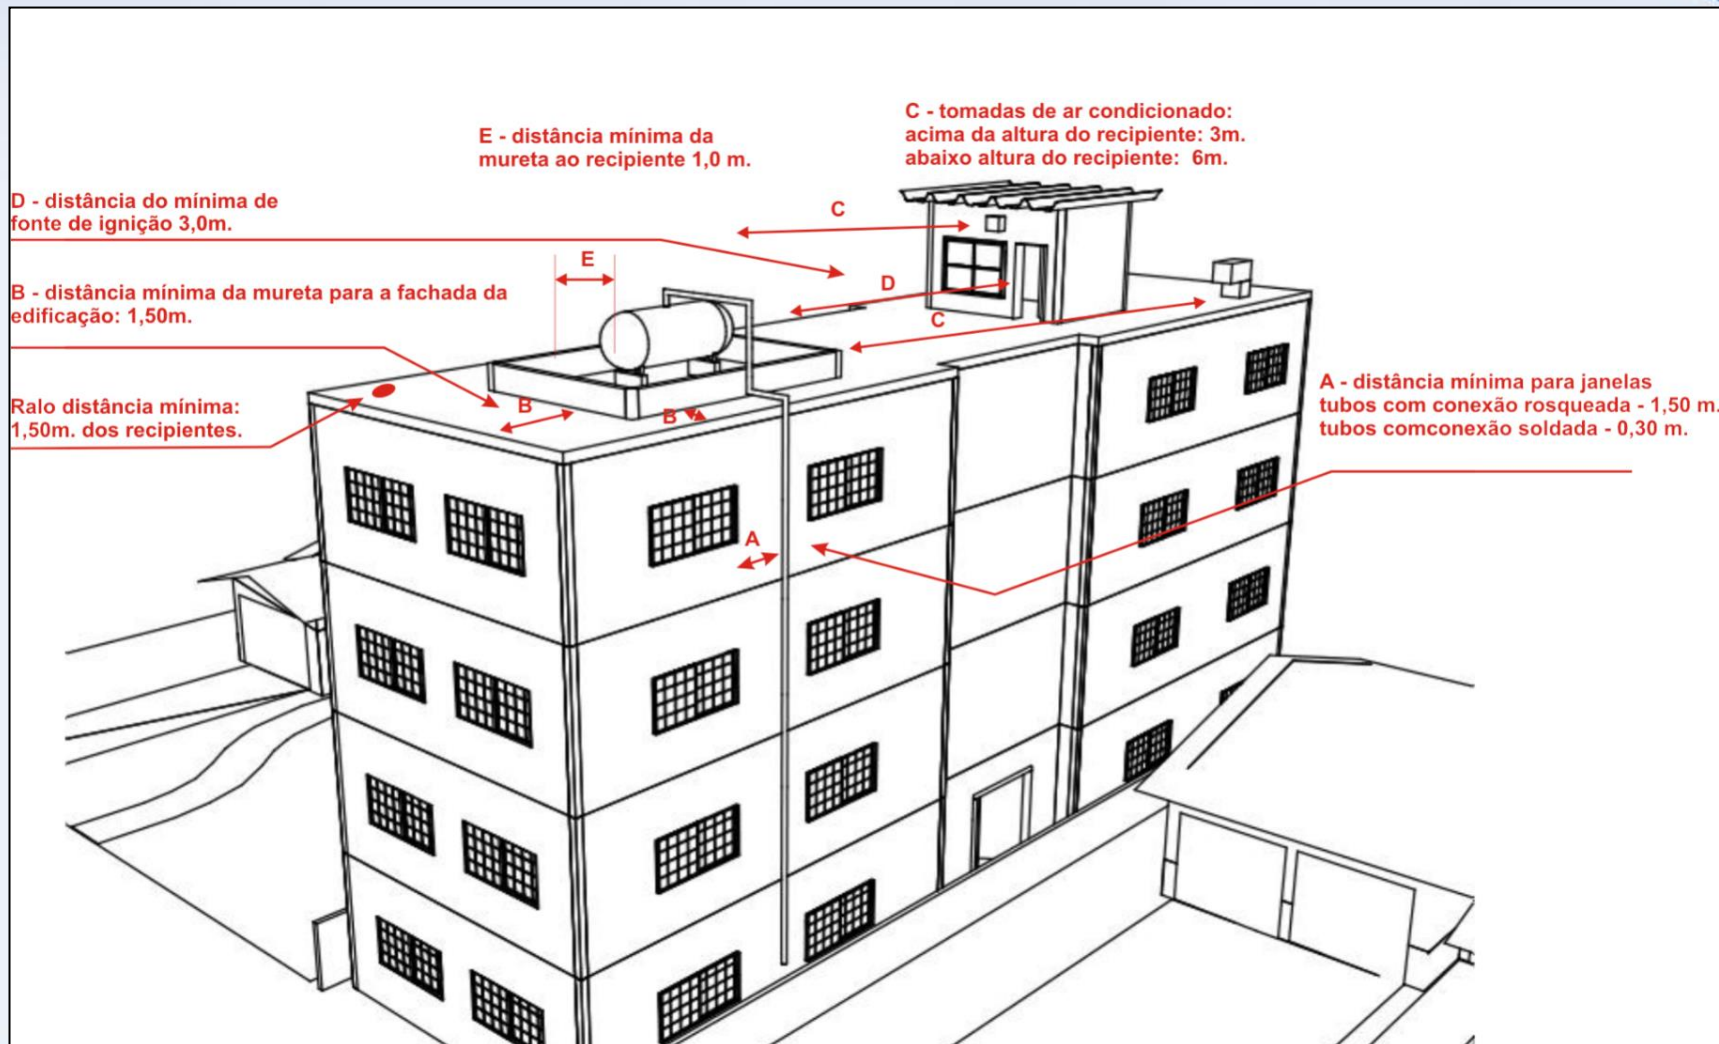 C - tomadas de ar condicionado:
acima da altura do recipiente: 3m.
abaixo altura do recipiente: 6m.
E - distância mínima da
mureta ao recipiente 1,0 m.
D - distância do mínima de
fonte de ignição 3,0m.
C
E
D
B - distância mínima da mureta para a fachada da
edificação: 1,50m.
C
A - distância mínima para janelas
tubos com conexão rosqueada - 1,50 m.
tubos comconexão soldada - 0,30 m.
Ralo distância mínima:
1,50m. dos recipientes.
B
B
A